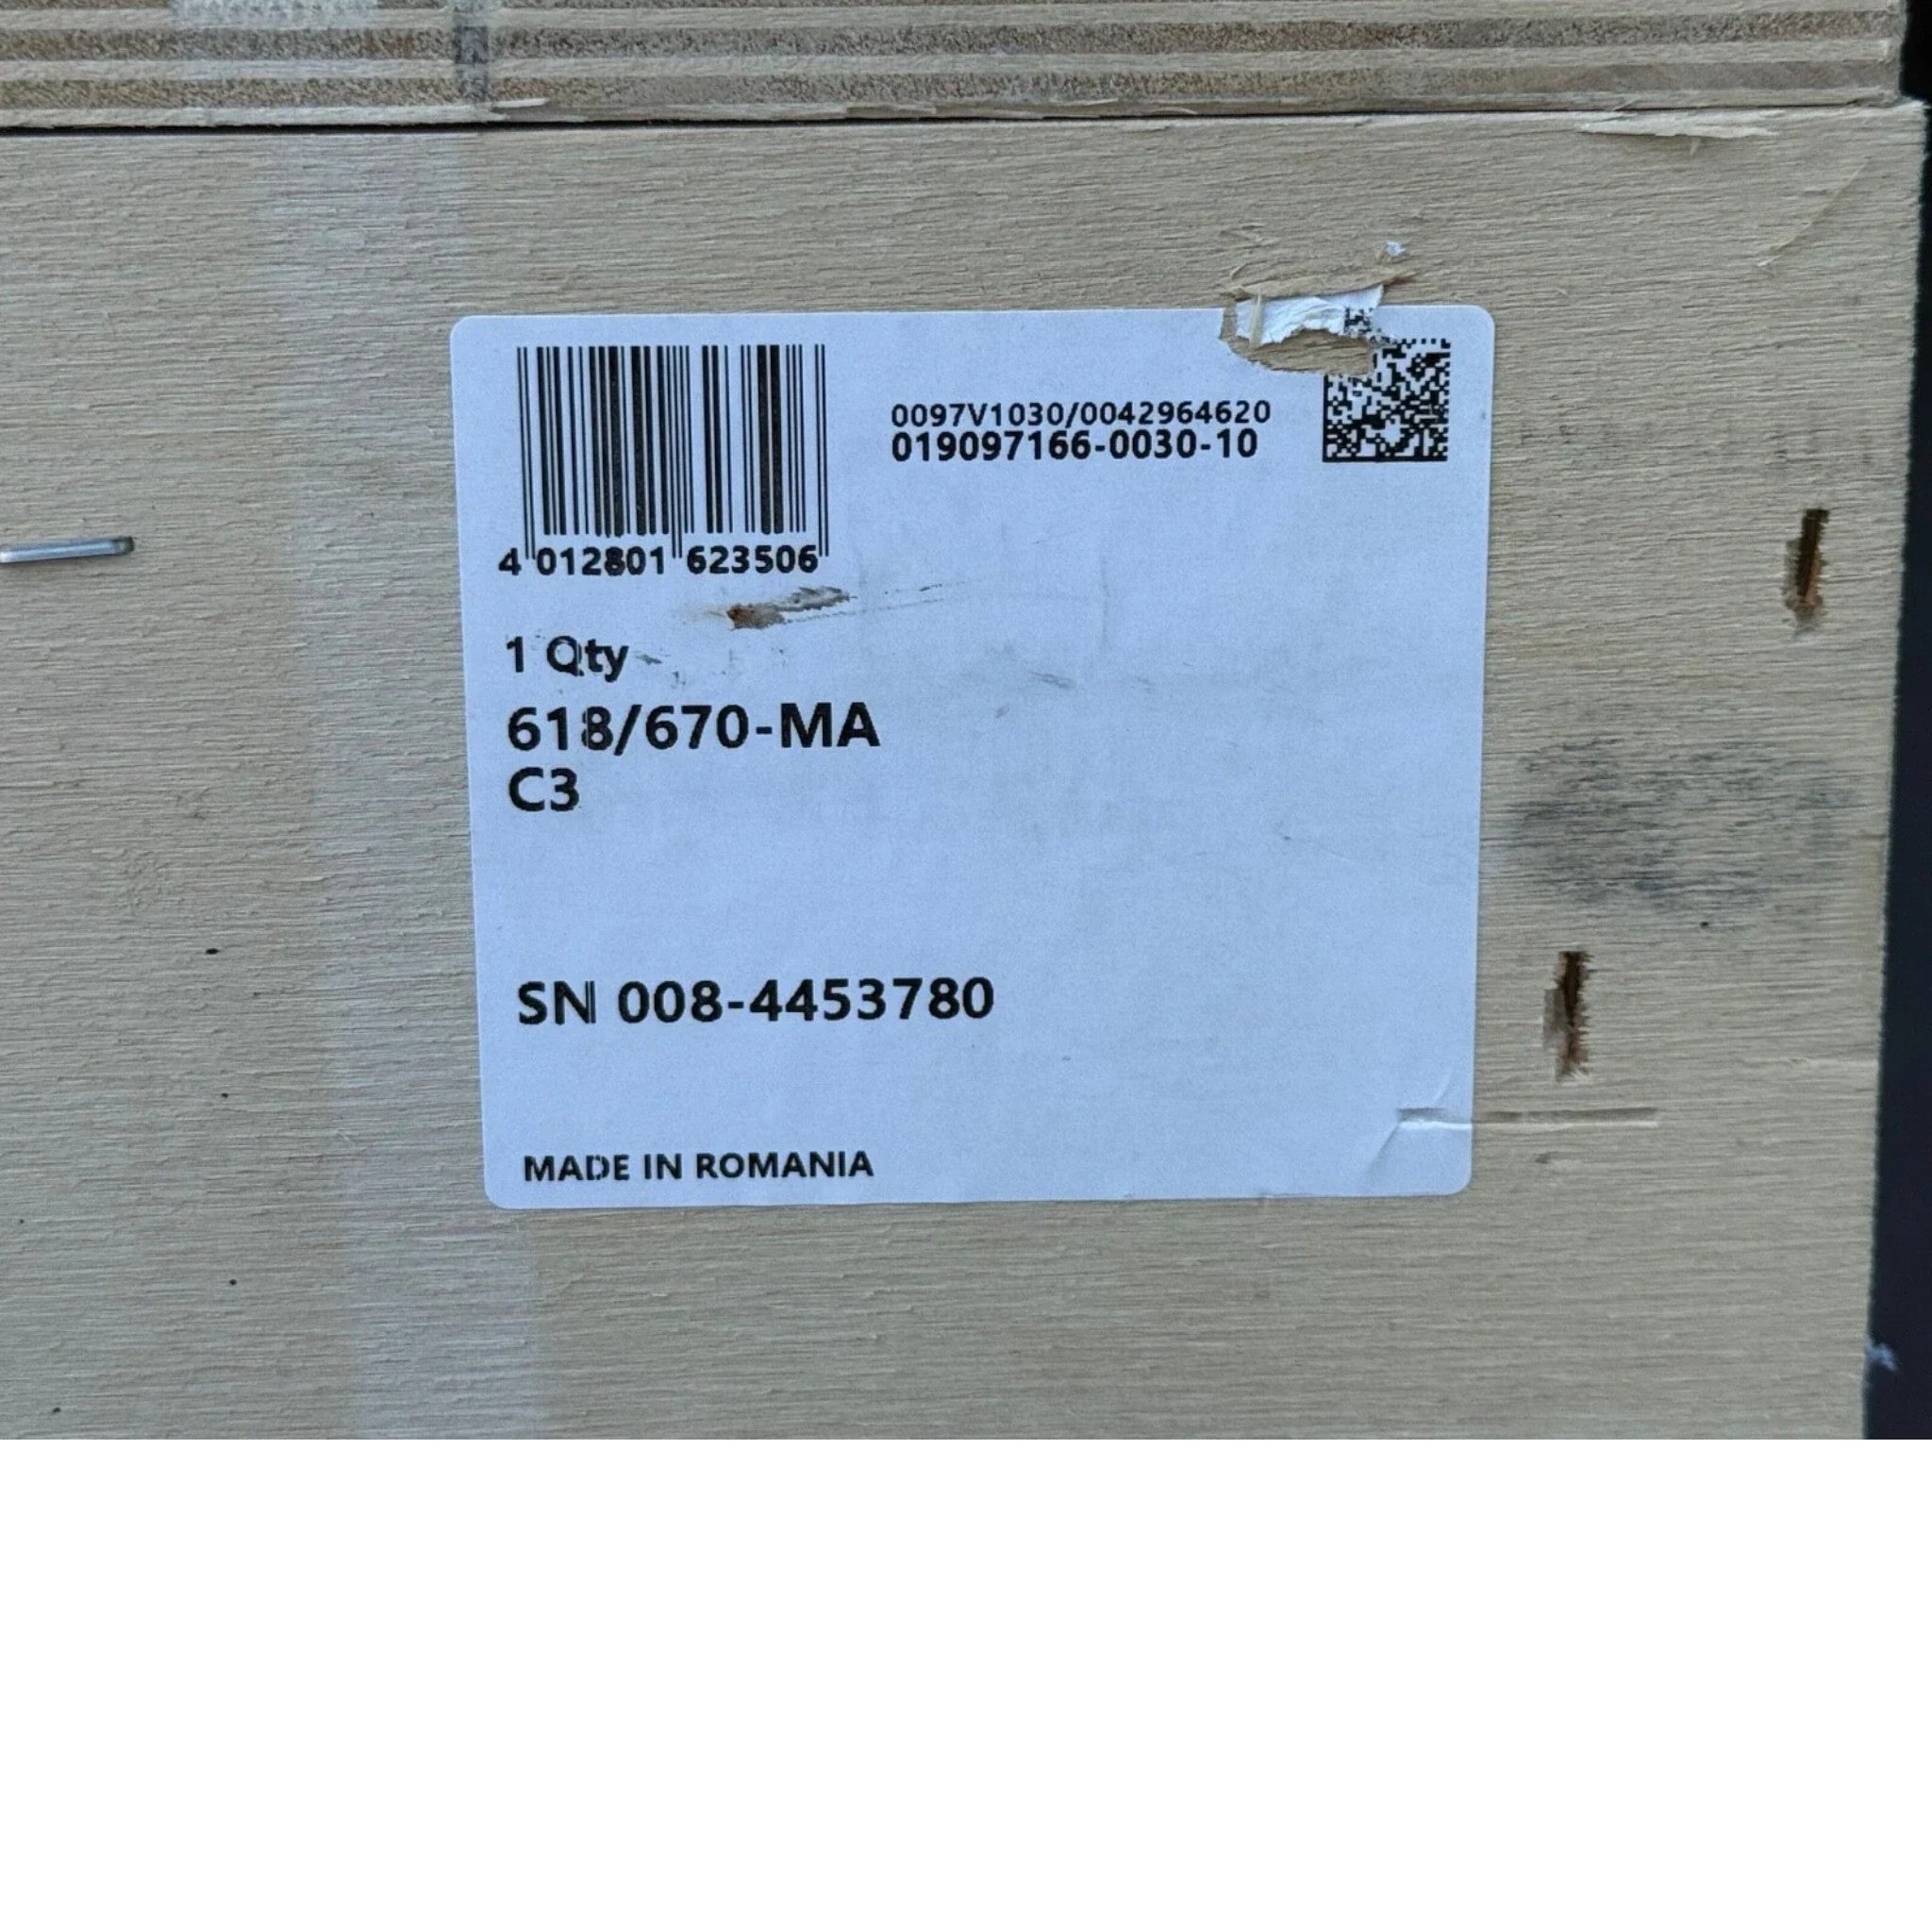 0097V1030/0042964620
019097166-0030-10
4 012801 623506
1 Qty
618/670-MA
C3
SN 008-4453780
MADE IN ROMANIA